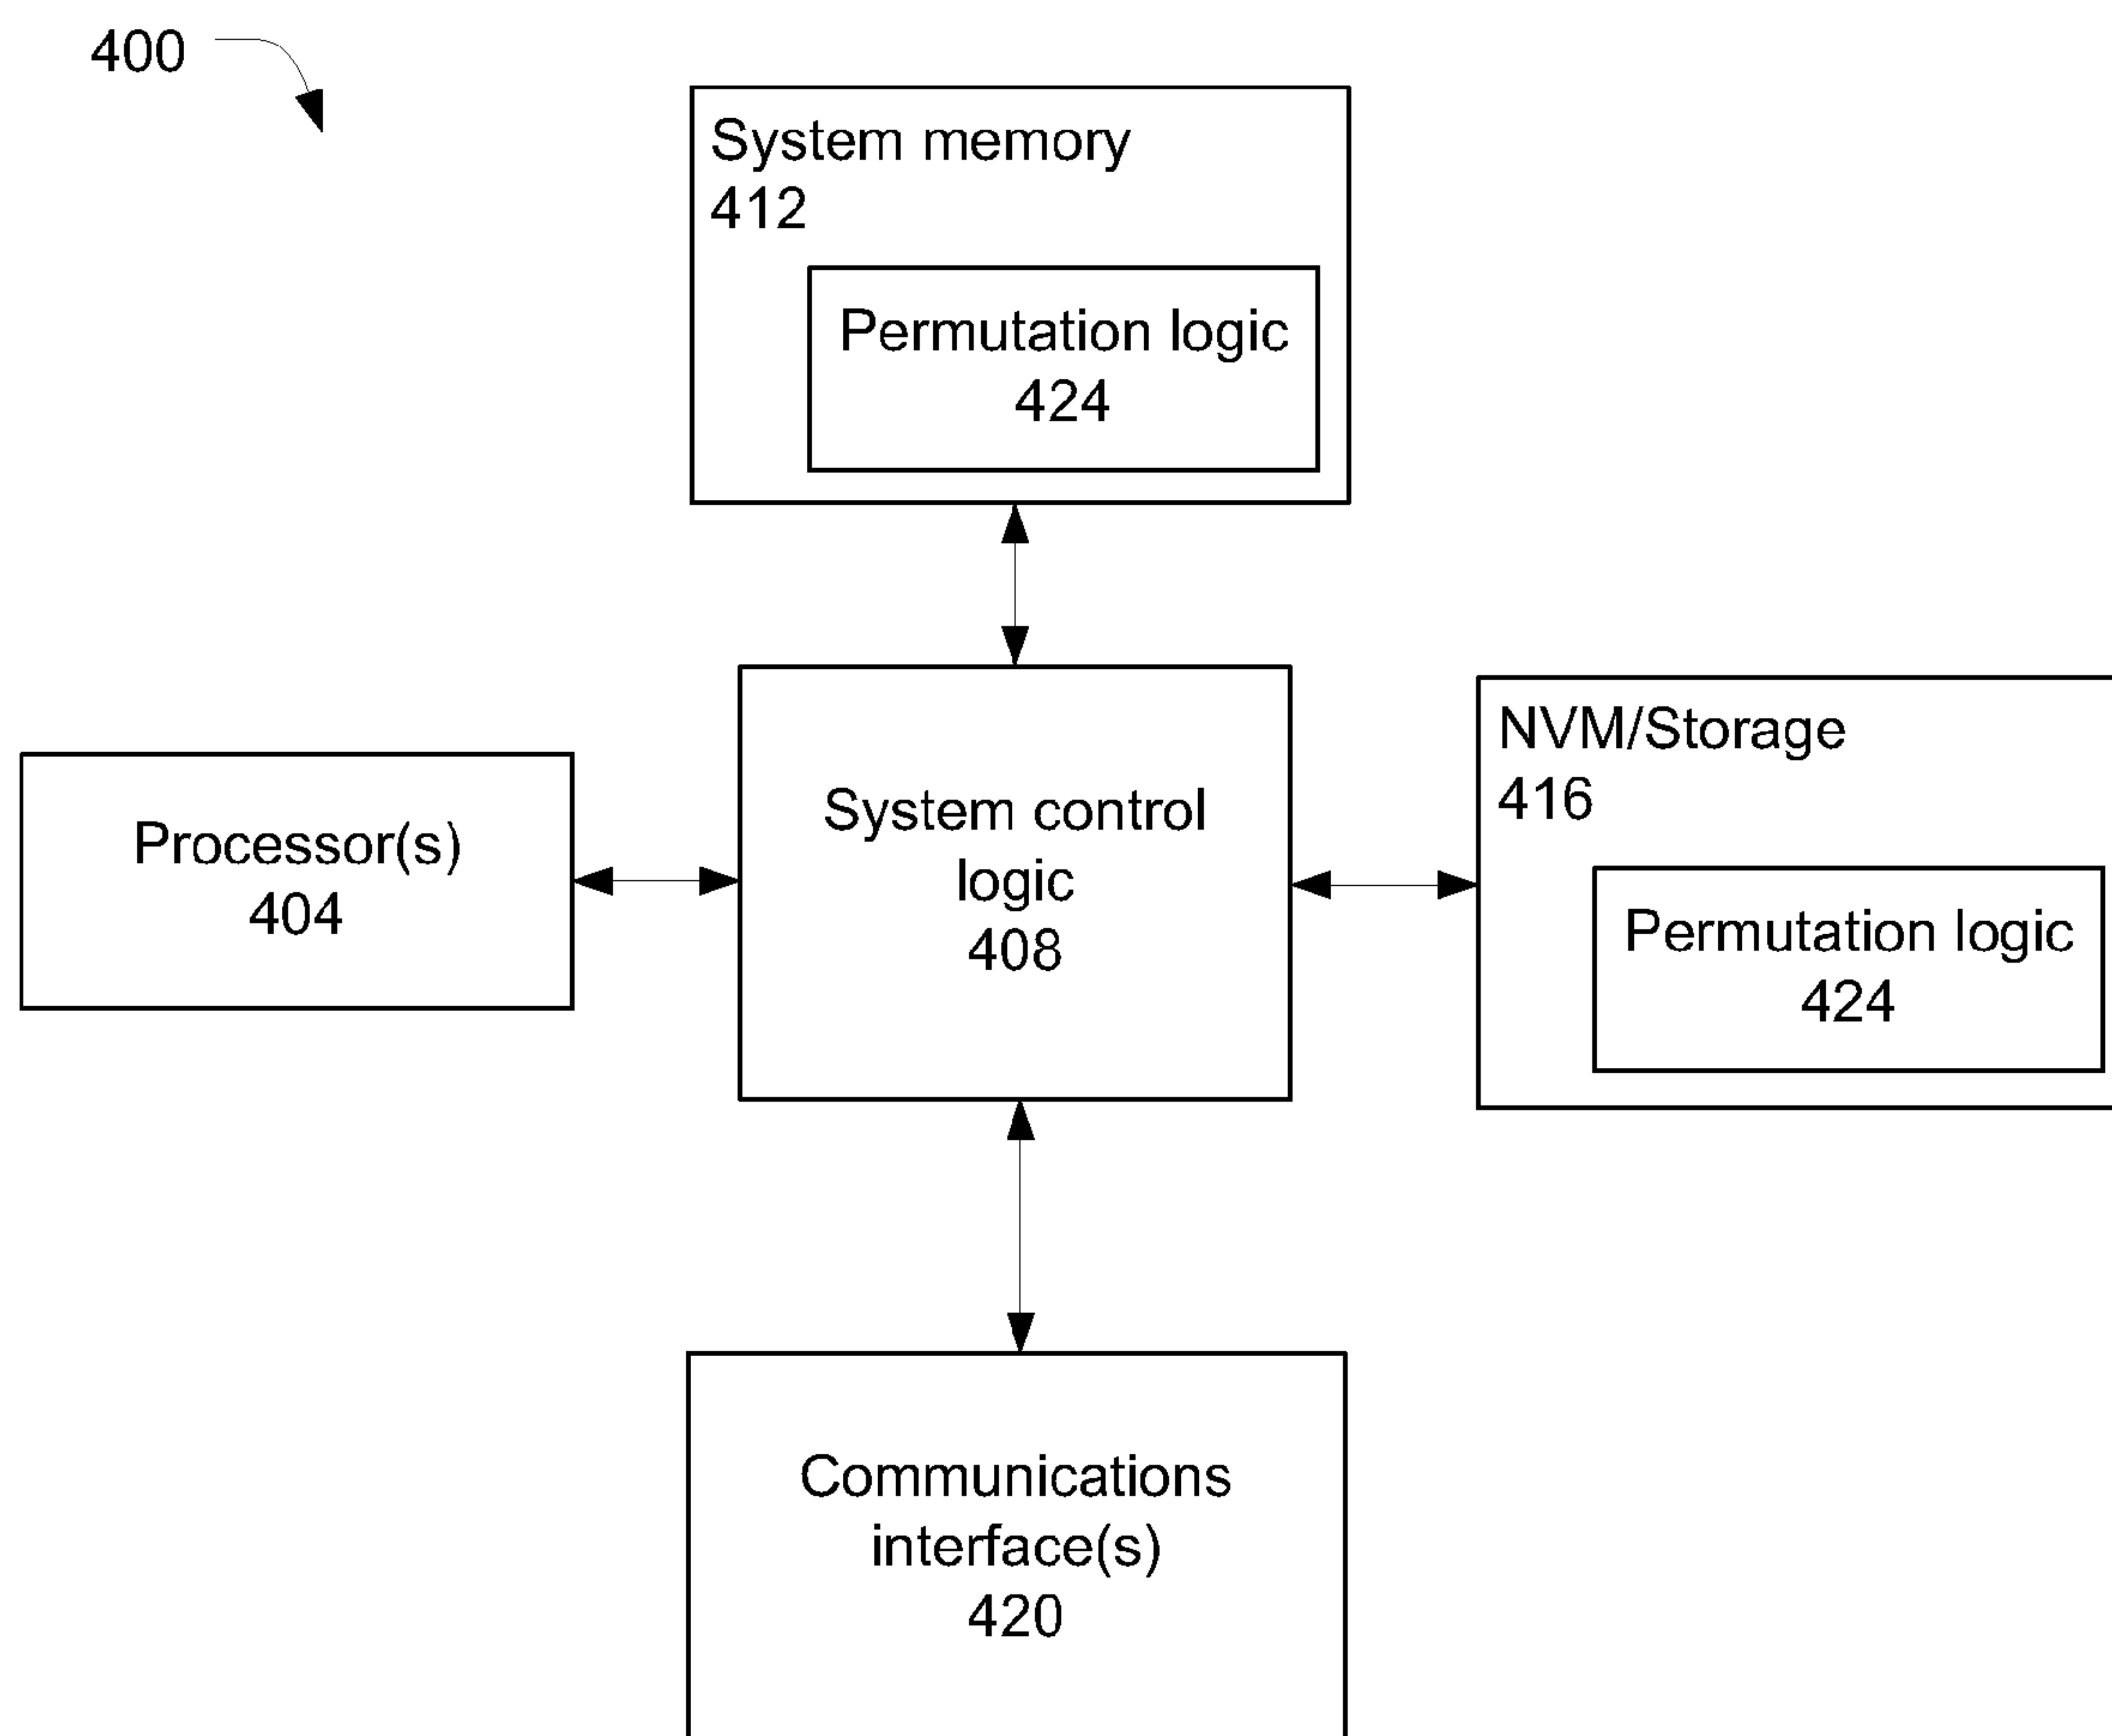 400
System memory
412
Permutation logic
424
Processor(s)
404
System control
logic
408
NVM/Storage
416
Permutation logic
424
Communications
interface(s)
420